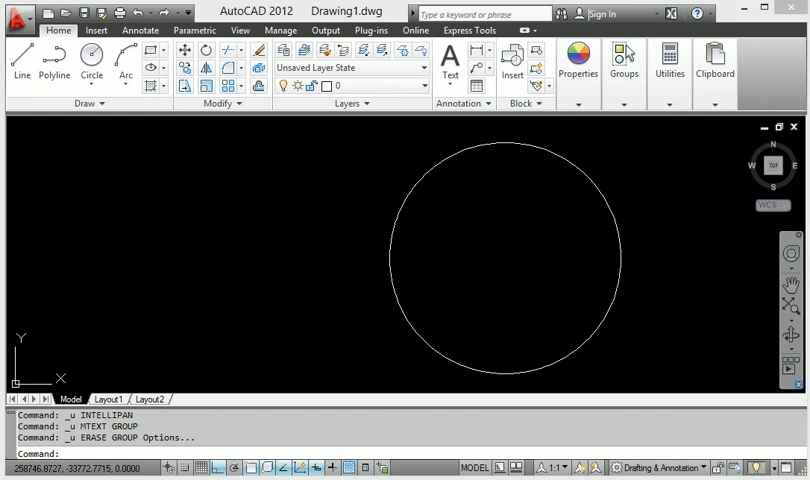 AutoCAD 2012 Drawing1.dwg
Type a keyword or phrase
Sign In
Home Insert Annotate Parametric View Manage Output Plug-ins Online Express Tools
Line Polyline Circle Arc
Unsaved Layer State
0
Text Insert Properties Groups Utilities Clipboard
Draw Modify Layers Annotation Block
N
W TOP E
S
WCS
Y
X
Model Layout1 Layout2
Command: _u INTELLIPAN
Command: _u MTEXT GROUP
Command: _u ERASE GROUP Options...
Command:
258746.8727, -33772.7715, 0.0000
MODEL
1:1
Drafting & Annotation